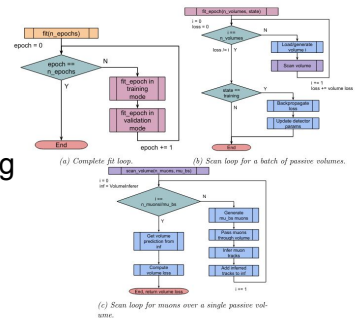 fit(n_epochs)
epoch = 0
epoch ==
n_epochs
N
Y
fit_epoch in
training
mode
fit_epoch in
validation
mode
epoch += 1
End
(a) Complete fit loop.
fit_epoch(n_volumes, state)
i = 0
loss = 0
i ==
n_volumes
N
Y
loss /= i
Load/generate
volume i
Scan volume
i += 1
loss += volume loss
state ==
training
Y
N
Backpropagate
loss
Update detector
params
End
(b) Scan loop for a batch of passive volumes.
g
scan_volume(n_muons, mu_bs)
i = 0
inf = VolumeInferer
i ==
n_muons/mu_bs
N
Y
Get volume
prediction from
inf
Compute
volume loss
End, return volume loss
Generate
mu_bs muons
Pass muons
through volume
Infer muon
tracks
Add inferred
tracks to inf
i += 1
(c) Scan loop for muons over a single passive vol-
ume.